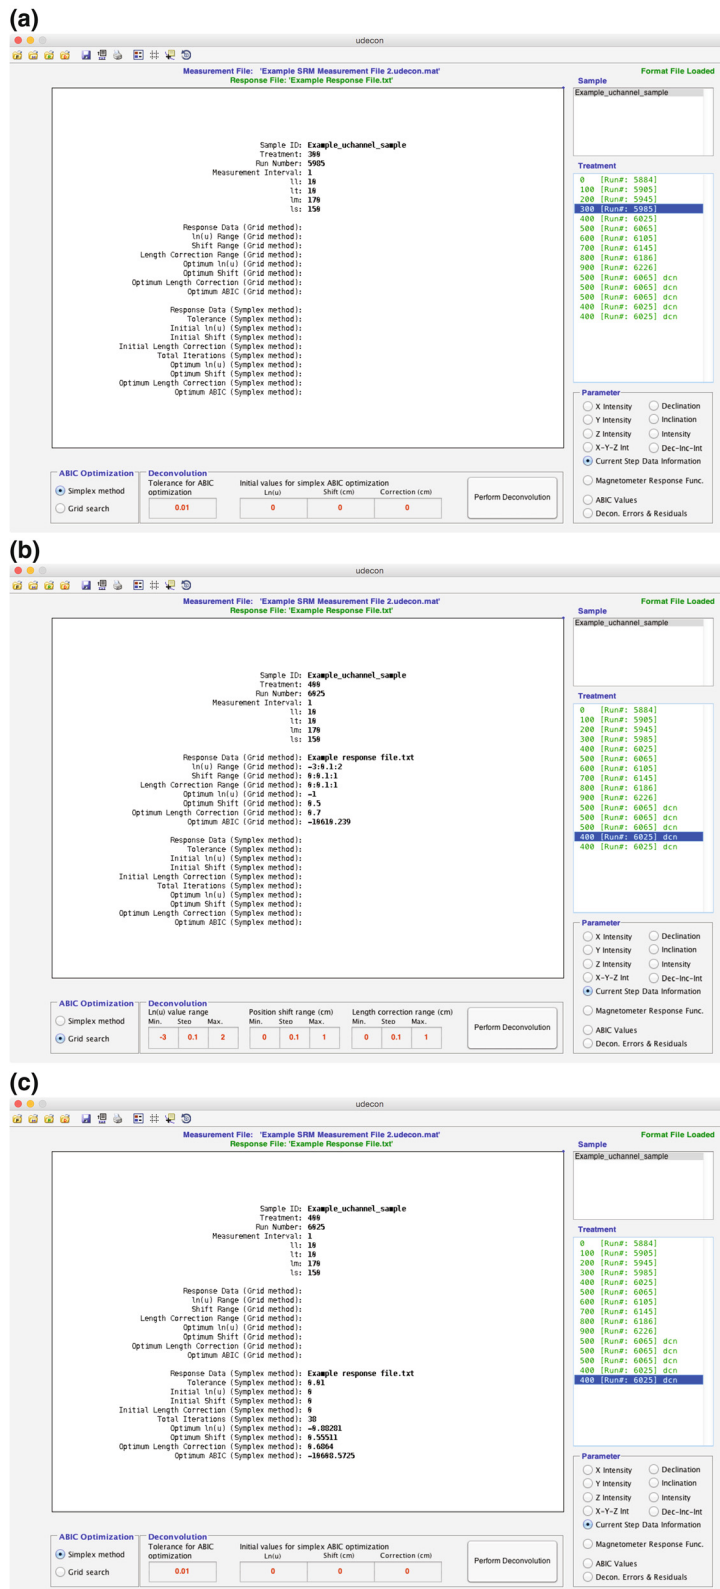 (a)
udecon
Measurement File: 'Example SRM Measurement File 2.udecon.mat'
Format File Loaded
Response File: 'Example Response File.txt'
Sample
Example_uchannel_sample
Sample ID: Example_uchannel_sample
Treatment: 300
Run Number: 5985
Measurement Interval: 1
ll: 10
lt: 10
lm: 170
ls: 150
Response Data (Grid method):
ln(u) Range (Grid method):
Shift Range (Grid method):
Length Correction Range (Grid method):
Optimum ln(u) (Grid method):
Optimum Shift (Grid method):
Optimum Length Correction (Grid method):
Optimum ABIC (Grid method):
Response Data (Symplex method):
Tolerance (Symplex method):
Initial ln(u) (Symplex method):
Initial Shift (Symplex method):
Initial Length Correction (Symplex method):
Total Iterations (Symplex method):
Optimum ln(u) (Symplex method):
Optimum Shift (Symplex method):
Optimum Length Correction (Symplex method):
Optimum ABIC (Symplex method):
Treatment
0 [Run#: 5884]
100 [Run#: 5905]
200 [Run#: 5945]
300 [Run#: 5985]
400 [Run#: 6025]
500 [Run#: 6065]
600 [Run#: 6105]
700 [Run#: 6145]
800 [Run#: 6186]
900 [Run#: 6226]
500 [Run#: 6065] dcn
500 [Run#: 6065] dcn
500 [Run#: 6065] dcn
400 [Run#: 6025] dcn
400 [Run#: 6025] dcn
Parameter
X Intensity Declination
Y Intensity Inclination
Z Intensity Intensity
X-Y-Z Int Dec-Inc-Int
Current Step Data Information
Magnetometer Response Func.
ABIC Values
Decon. Errors & Residuals
ABIC Optimization
Simplex method
Grid search
Deconvolution
Tolerance for ABIC optimization
0.01
Initial values for simplex ABIC optimization
Ln(u) Shift (cm) Correction (cm)
0 0 0
Perform Deconvolution
(b)
udecon
Measurement File: 'Example SRM Measurement File 2.udecon.mat'
Format File Loaded
Response File: 'Example Response File.txt'
Sample
Example_uchannel_sample
Sample ID: Example_uchannel_sample
Treatment: 400
Run Number: 6025
Measurement Interval: 1
ll: 10
lt: 10
lm: 170
ls: 150
Response Data (Grid method): Example response file.txt
ln(u) Range (Grid method): -3:0.1:2
Shift Range (Grid method): 0:0.1:1
Length Correction Range (Grid method): 0:0.1:1
Optimum ln(u) (Grid method): -1
Optimum Shift (Grid method): 0.5
Optimum Length Correction (Grid method): 0.7
Optimum ABIC (Grid method): -10610.239
Response Data (Symplex method):
Tolerance (Symplex method):
Initial ln(u) (Symplex method):
Initial Shift (Symplex method):
Initial Length Correction (Symplex method):
Total Iterations (Symplex method):
Optimum ln(u) (Symplex method):
Optimum Shift (Symplex method):
Optimum Length Correction (Symplex method):
Optimum ABIC (Symplex method):
Treatment
0 [Run#: 5884]
100 [Run#: 5905]
200 [Run#: 5945]
300 [Run#: 5985]
400 [Run#: 6025]
500 [Run#: 6065]
600 [Run#: 6105]
700 [Run#: 6145]
800 [Run#: 6186]
900 [Run#: 6226]
500 [Run#: 6065] dcn
500 [Run#: 6065] dcn
500 [Run#: 6065] dcn
400 [Run#: 6025] dcn
400 [Run#: 6025] dcn
Parameter
X Intensity Declination
Y Intensity Inclination
Z Intensity Intensity
X-Y-Z Int Dec-Inc-Int
Current Step Data Information
Magnetometer Response Func.
ABIC Values
Decon. Errors & Residuals
ABIC Optimization
Simplex method
Grid search
Deconvolution
Ln(u) value range Position shift range (cm) Length correction range (cm)
Min. Step Max. Min. Step Max. Min. Step Max.
-3 0.1 2 0 0.1 1 0 0.1 1
Perform Deconvolution
(c)
udecon
Measurement File: 'Example SRM Measurement File 2.udecon.mat'
Format File Loaded
Response File: 'Example Response File.txt'
Sample
Example_uchannel_sample
Sample ID: Example_uchannel_sample
Treatment: 400
Run Number: 6025
Measurement Interval: 1
ll: 10
lt: 10
lm: 170
ls: 150
Response Data (Grid method):
ln(u) Range (Grid method):
Shift Range (Grid method):
Length Correction Range (Grid method):
Optimum ln(u) (Grid method):
Optimum Shift (Grid method):
Optimum Length Correction (Grid method):
Optimum ABIC (Grid method):
Response Data (Symplex method): Example response file.txt
Tolerance (Symplex method): 0.01
Initial ln(u) (Symplex method): 0
Initial Shift (Symplex method): 0
Initial Length Correction (Symplex method): 0
Total Iterations (Symplex method): 38
Optimum ln(u) (Symplex method): -0.88281
Optimum Shift (Symplex method): 0.55511
Optimum Length Correction (Symplex method): 0.6864
Optimum ABIC (Symplex method): -10608.5725
Treatment
0 [Run#: 5884]
100 [Run#: 5905]
200 [Run#: 5945]
300 [Run#: 5985]
400 [Run#: 6025]
500 [Run#: 6065]
600 [Run#: 6105]
700 [Run#: 6145]
800 [Run#: 6186]
900 [Run#: 6226]
500 [Run#: 6065] dcn
500 [Run#: 6065] dcn
500 [Run#: 6065] dcn
400 [Run#: 6025] dcn
400 [Run#: 6025] dcn
Parameter
X Intensity Declination
Y Intensity Inclination
Z Intensity Intensity
X-Y-Z Int Dec-Inc-Int
Current Step Data Information
Magnetometer Response Func.
ABIC Values
Decon. Errors & Residuals
ABIC Optimization
Simplex method
Grid search
Deconvolution
Tolerance for ABIC optimization
0.01
Initial values for simplex ABIC optimization
Ln(u) Shift (cm) Correction (cm)
0 0 0
Perform Deconvolution